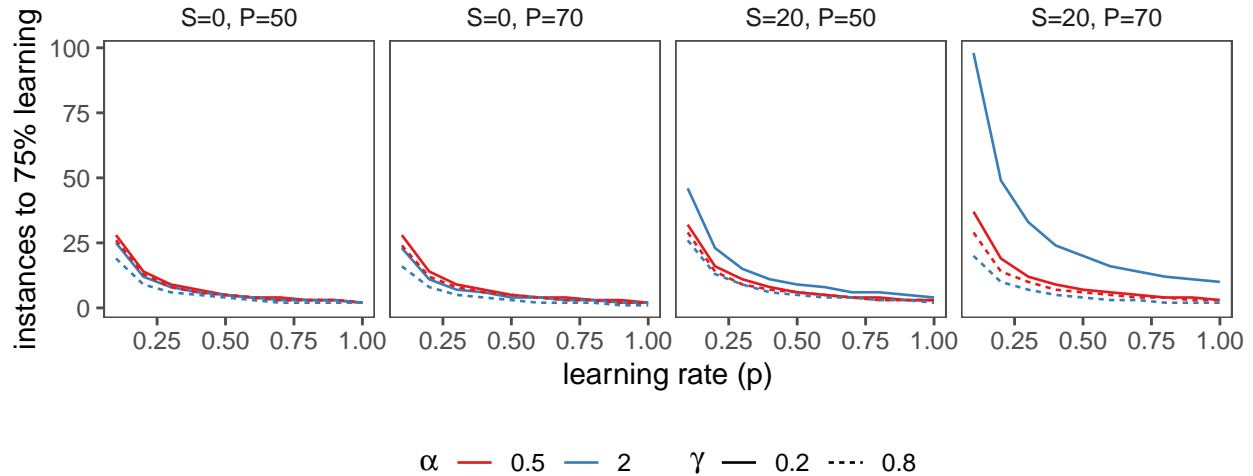 S=0, P=50 S=0, P=70 S=20, P=50 S=20, P=70
instances to 75% learning
100
75
50
25
0
0.25 0.50 0.75 1.00 0.25 0.50 0.75 1.00 0.25 0.50 0.75 1.00 0.25 0.50 0.75 1.00
learning rate (p)
α 0.5 2 γ 0.2 0.8